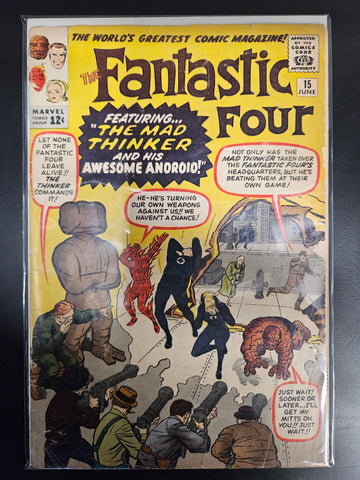 THE WORLD'S GREATEST COMIC MAGAZINE!
APPROVED
BY THE
COMICS
CODE
AUTHORITY
THE
Fantastic
Four
MARVEL
COMICS
GROUP
12¢
15
JUNE
FEATURING...
"THE MAD
THINKER
AND HIS
AWESOME ANDROID!"
LET NONE
OF THE
FANTASTIC
FOUR
LEAVE
ALIVE!!
THE
THINKER
COMMANDS
IT!
HE--HE'S TURNING
OUR OWN WEAPONS
AGAINST US!! WE
HAVEN'T A CHANCE!
NOT ONLY HAS THE
MAD THINKER TAKEN OVER
THE FANTASTIC FOUR'S
HEADQUARTERS, BUT HE'S
BEATING THEM AT THEIR
OWN GAME!
JUST WAIT!
SOONER OR
LATER...I'LL
GET MY
MITTS ON
YOU!! JUST
WAIT!!